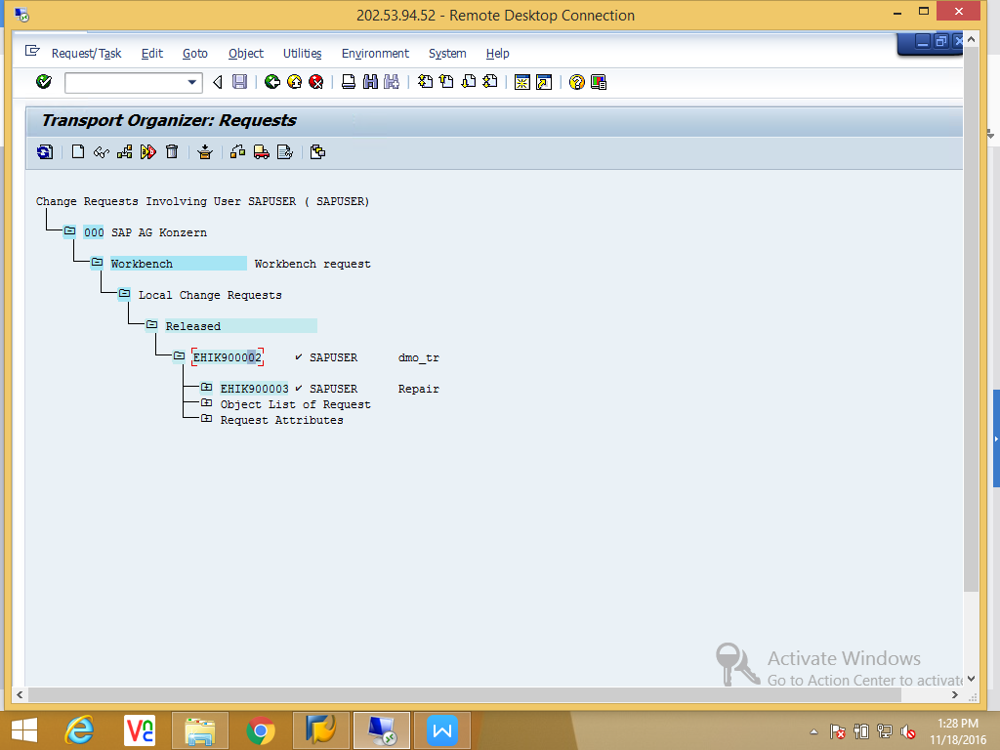 202.53.94.52 - Remote Desktop Connection
Request/Task Edit Goto Object Utilities Environment System Help
Transport Organizer: Requests
Change Requests Involving User SAPUSER ( SAPUSER)
000 SAP AG Konzern
Workbench Workbench request
Local Change Requests
Released
EHIK900002 ✔ SAPUSER dmo_tr
EHIK900003 ✔ SAPUSER Repair
Object List of Request
Request Attributes
Activate Windows
Go to Action Center to activate
1:28 PM
11/18/2016